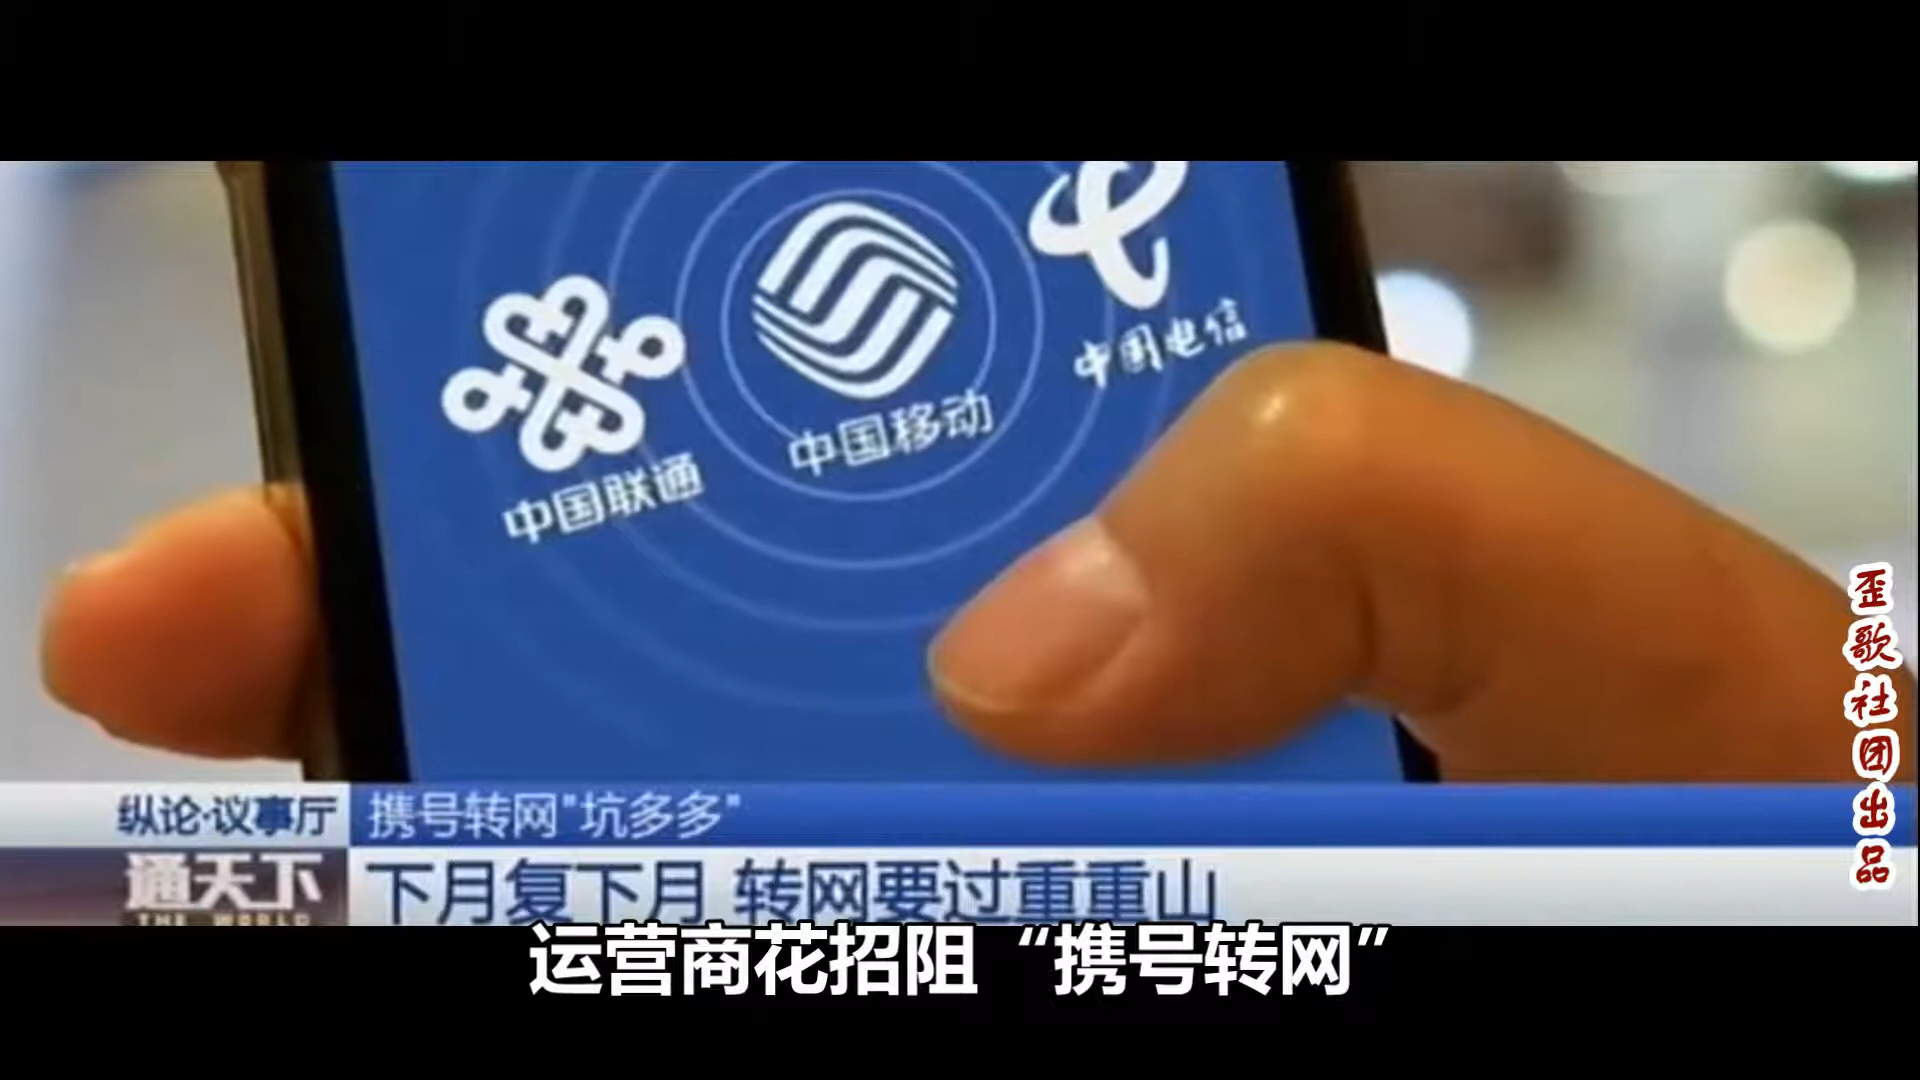 中国电信
中国移动
中国联通
歪歌社团出品
纵论·议事厅
携号转网"坑多多"
通天下
THE WORLD
下月复下月 转网要过重重山
运营商花招阻“携号转网”